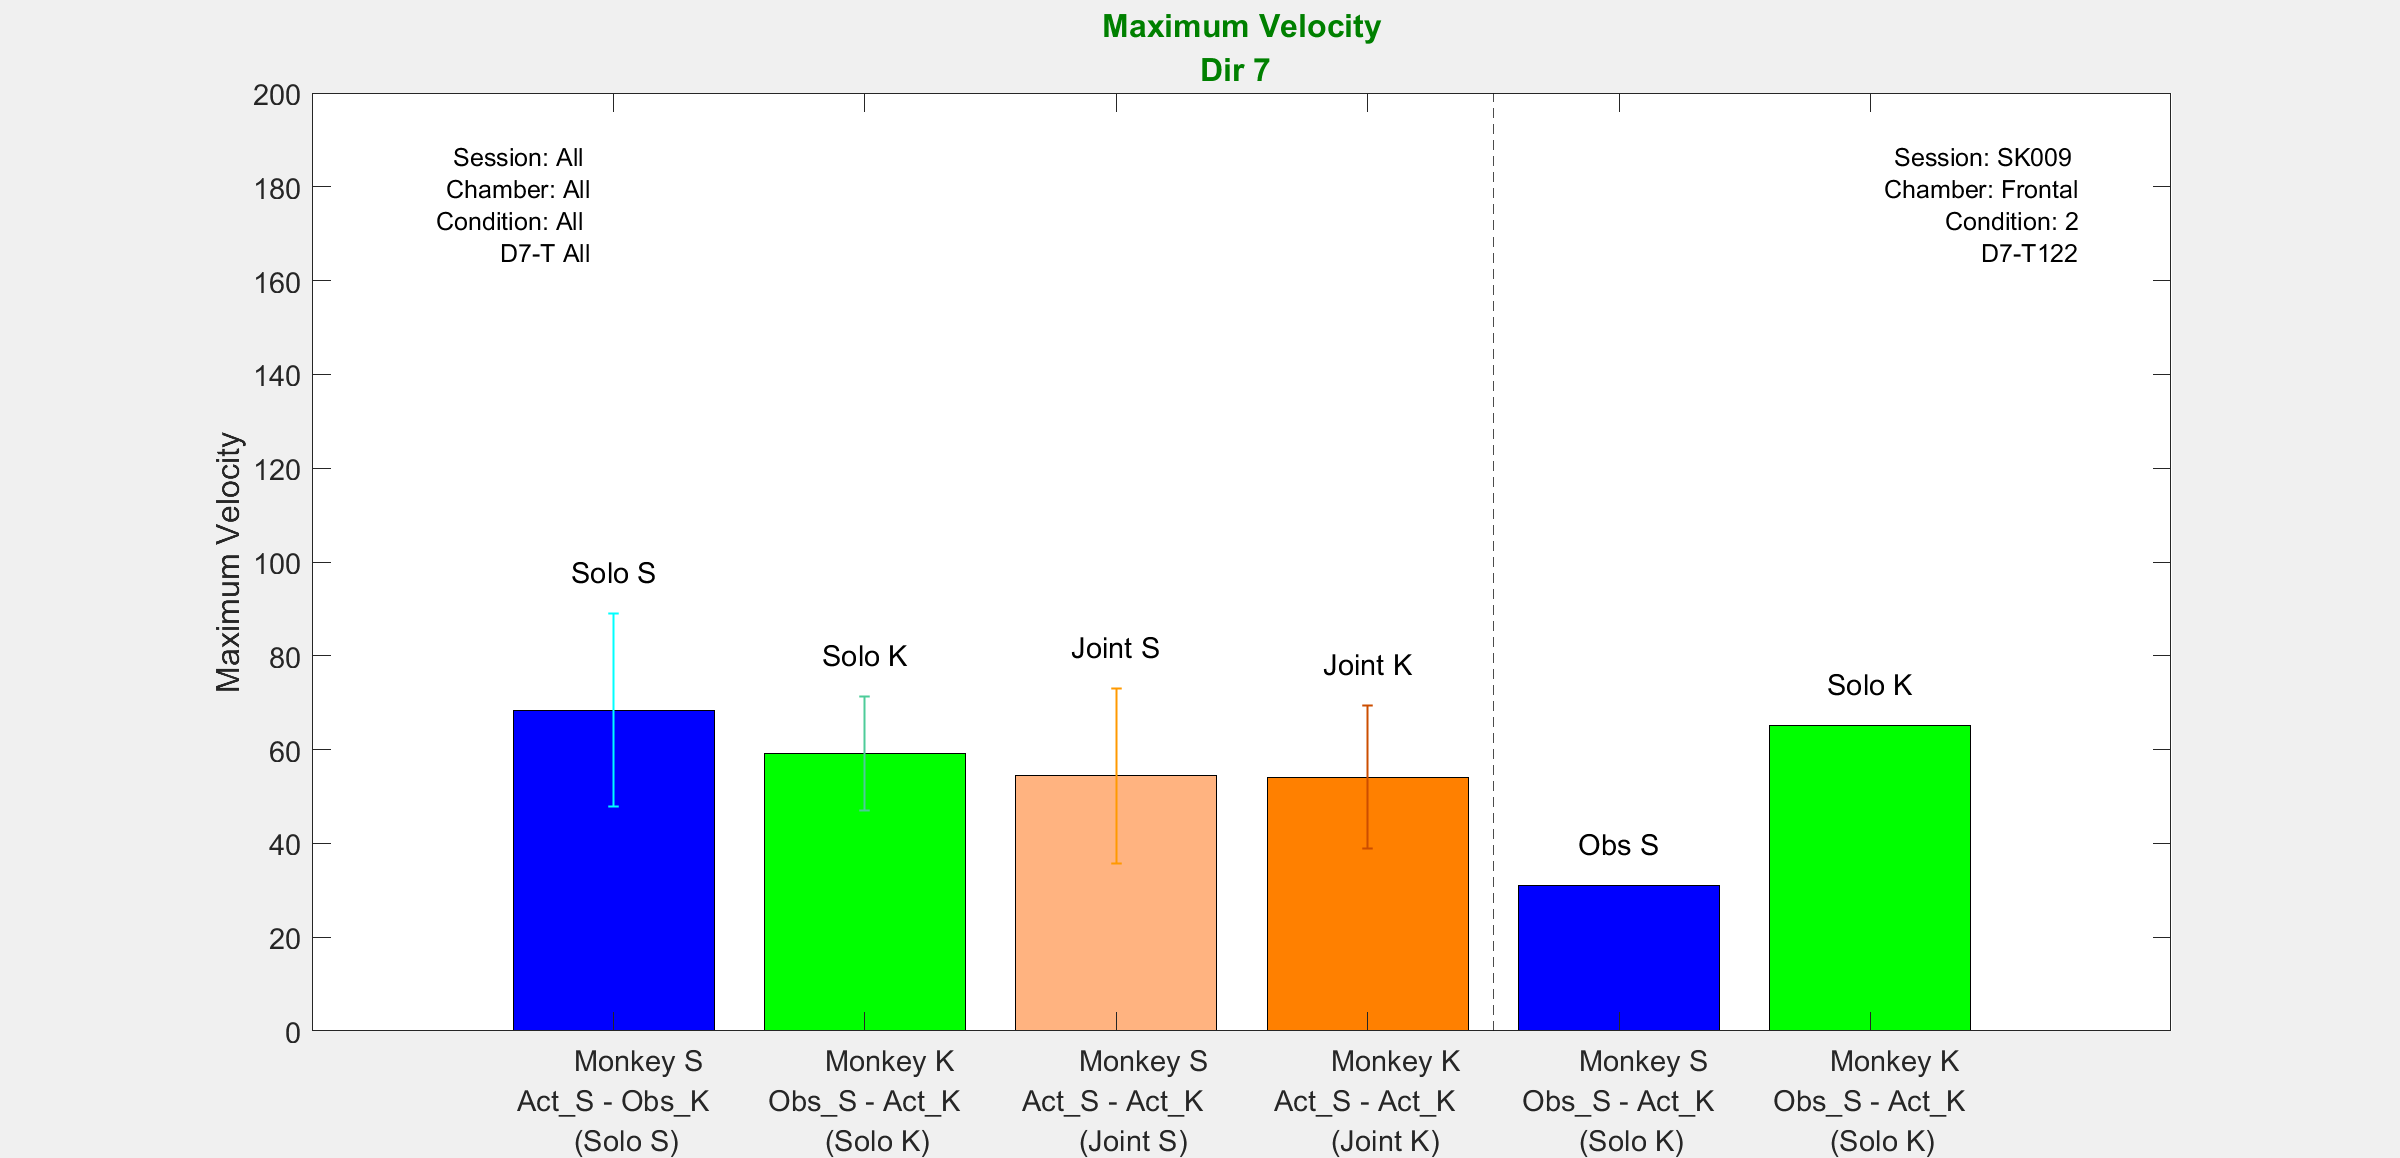 Maximum Velocity
Dir 7
Session: All
Chamber: All
Condition: All
D7-T All
Session: SK009
Chamber: Frontal
Condition: 2
D7-T122
Maximum Velocity
200
180
160
140
120
100
80
60
40
20
0
Solo S
Solo K
Joint S
Joint K
Obs S
Solo K
Monkey S
Act_S - Obs_K
(Solo S)
Monkey K
Obs_S - Act_K
(Solo K)
Monkey S
Act_S - Act_K
(Joint S)
Monkey K
Act_S - Act_K
(Joint K)
Monkey S
Obs_S - Act_K
(Solo K)
Monkey K
Obs_S - Act_K
(Solo K)